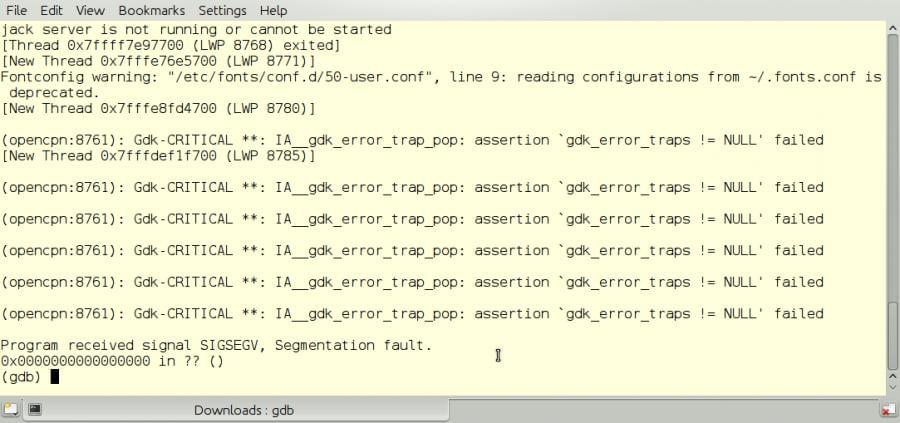 File Edit View Bookmarks Settings Help
jack server is not running or cannot be started
[Thread 0x7ffff7e97700 (LWP 8768) exited]
[New Thread 0x7fffe76e5700 (LWP 8771)]
Fontconfig warning: "/etc/fonts/conf.d/50-user.conf", line 9: reading configurations from ~/.fonts.conf is
deprecated.
[New Thread 0x7fffe8fd4700 (LWP 8780)]
(opencpn:8761): Gdk-CRITICAL **: IA__gdk_error_trap_pop: assertion `gdk_error_traps != NULL' failed
[New Thread 0x7fffdef1f700 (LWP 8785)]
(opencpn:8761): Gdk-CRITICAL **: IA__gdk_error_trap_pop: assertion `gdk_error_traps != NULL' failed
(opencpn:8761): Gdk-CRITICAL **: IA__gdk_error_trap_pop: assertion `gdk_error_traps != NULL' failed
(opencpn:8761): Gdk-CRITICAL **: IA__gdk_error_trap_pop: assertion `gdk_error_traps != NULL' failed
(opencpn:8761): Gdk-CRITICAL **: IA__gdk_error_trap_pop: assertion `gdk_error_traps != NULL' failed
(opencpn:8761): Gdk-CRITICAL **: IA__gdk_error_trap_pop: assertion `gdk_error_traps != NULL' failed
Program received signal SIGSEGV, Segmentation fault.
0x0000000000000000 in ?? ()
(gdb)
Downloads : gdb